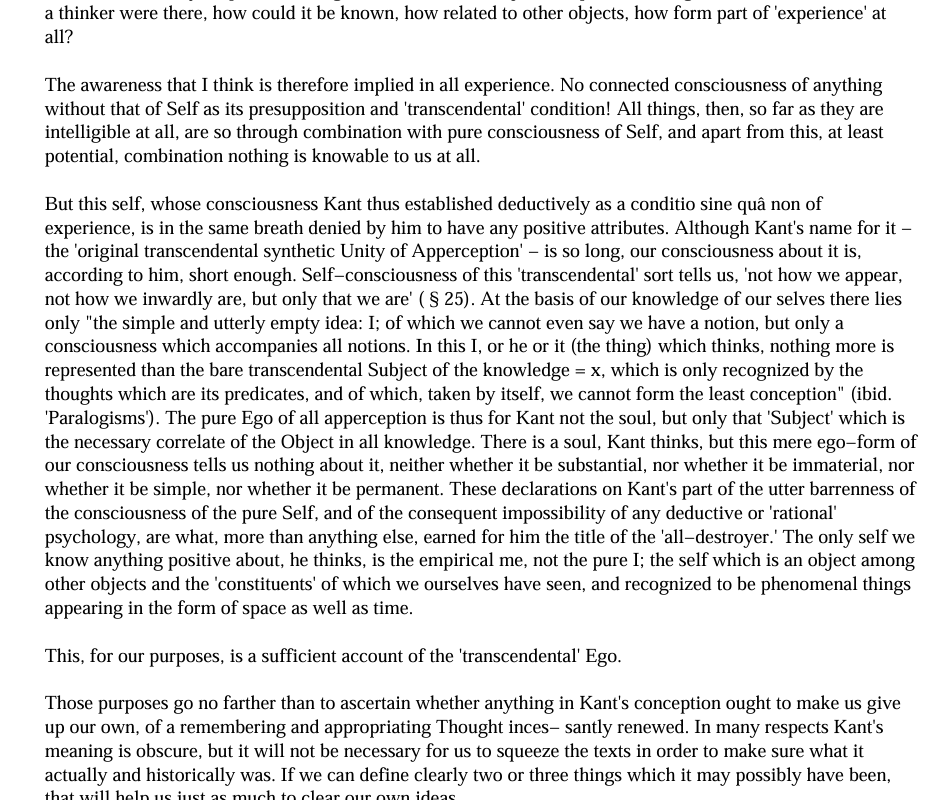 a thinker were there, how could it be known, how related to other objects, how form part of 'experience' at
all?
The awareness that I think is therefore implied in all experience. No connected consciousness of anything
without that of Self as its presupposition and 'transcendental' condition! All things, then, so far as they are
intelligible at all, are so through combination with pure consciousness of Self, and apart from this, at least
potential, combination nothing is knowable to us at all.
But this self, whose consciousness Kant thus established deductively as a conditio sine quâ non of
experience, is in the same breath denied by him to have any positive attributes. Although Kant's name for it –
the 'original transcendental synthetic Unity of Apperception' – is so long, our consciousness about it is,
according to him, short enough. Self–consciousness of this 'transcendental' sort tells us, 'not how we appear,
not how we inwardly are, but only that we are' ( § 25). At the basis of our knowledge of our selves there lies
only "the simple and utterly empty idea: I; of which we cannot even say we have a notion, but only a
consciousness which accompanies all notions. In this I, or he or it (the thing) which thinks, nothing more is
represented than the bare transcendental Subject of the knowledge = x, which is only recognized by the
thoughts which are its predicates, and of which, taken by itself, we cannot form the least conception" (ibid.
'Paralogisms'). The pure Ego of all apperception is thus for Kant not the soul, but only that 'Subject' which is
the necessary correlate of the Object in all knowledge. There is a soul, Kant thinks, but this mere ego–form of
our consciousness tells us nothing about it, neither whether it be substantial, nor whether it be immaterial, nor
whether it be simple, nor whether it be permanent. These declarations on Kant's part of the utter barrenness of
the consciousness of the pure Self, and of the consequent impossibility of any deductive or 'rational'
psychology, are what, more than anything else, earned for him the title of the 'all–destroyer.' The only self we
know anything positive about, he thinks, is the empirical me, not the pure I; the self which is an object among
other objects and the 'constituents' of which we ourselves have seen, and recognized to be phenomenal things
appearing in the form of space as well as time.
This, for our purposes, is a sufficient account of the 'transcendental' Ego.
Those purposes go no farther than to ascertain whether anything in Kant's conception ought to make us give
up our own, of a remembering and appropriating Thought inces– santly renewed. In many respects Kant's
meaning is obscure, but it will not be necessary for us to squeeze the texts in order to make sure what it
actually and historically was. If we can define clearly two or three things which it may possibly have been,
that will help us just as much to clear our own ideas.